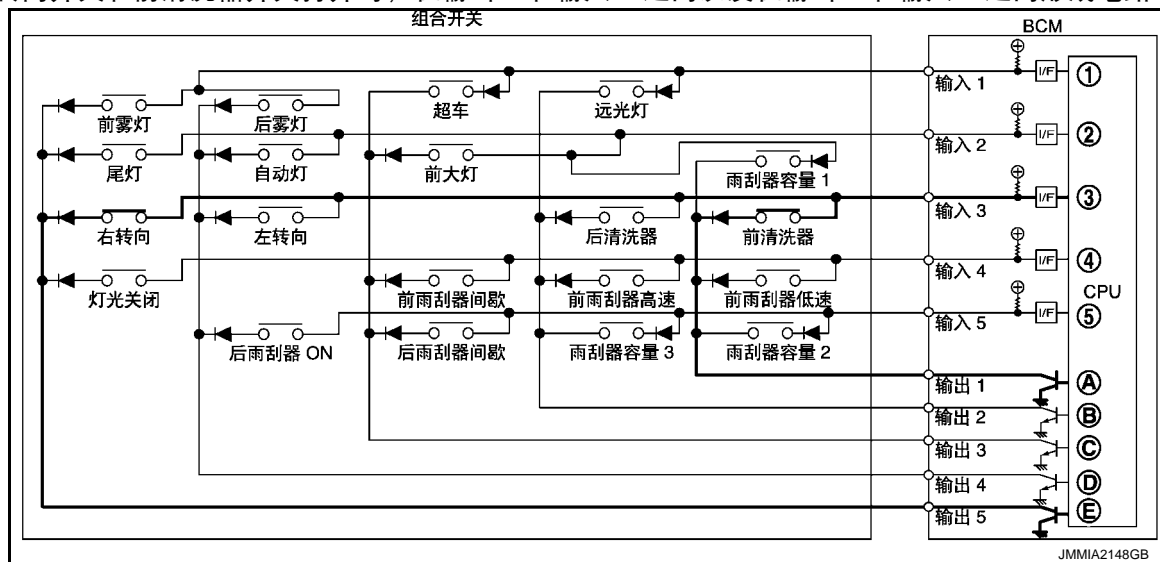 组合开关
BCM
输入 1
I/F
1
前雾灯
后雾灯
超车
远光灯
输入 2
I/F
2
尾灯
自动灯
前大灯
雨刮器容量 1
输入 3
I/F
3
右转向
左转向
后清洗器
前清洗器
输入 4
I/F
4
灯光关闭
前雨刮器间歇
前雨刮器高速
前雨刮器低速
CPU
输入 5
I/F
5
后雨刮器 ON
后雨刮器间歇
雨刮器容量 3
雨刮器容量 2
输出 1
A
输出 2
B
输出 3
C
输出 4
D
输出 5
E
JMMIA2148GB